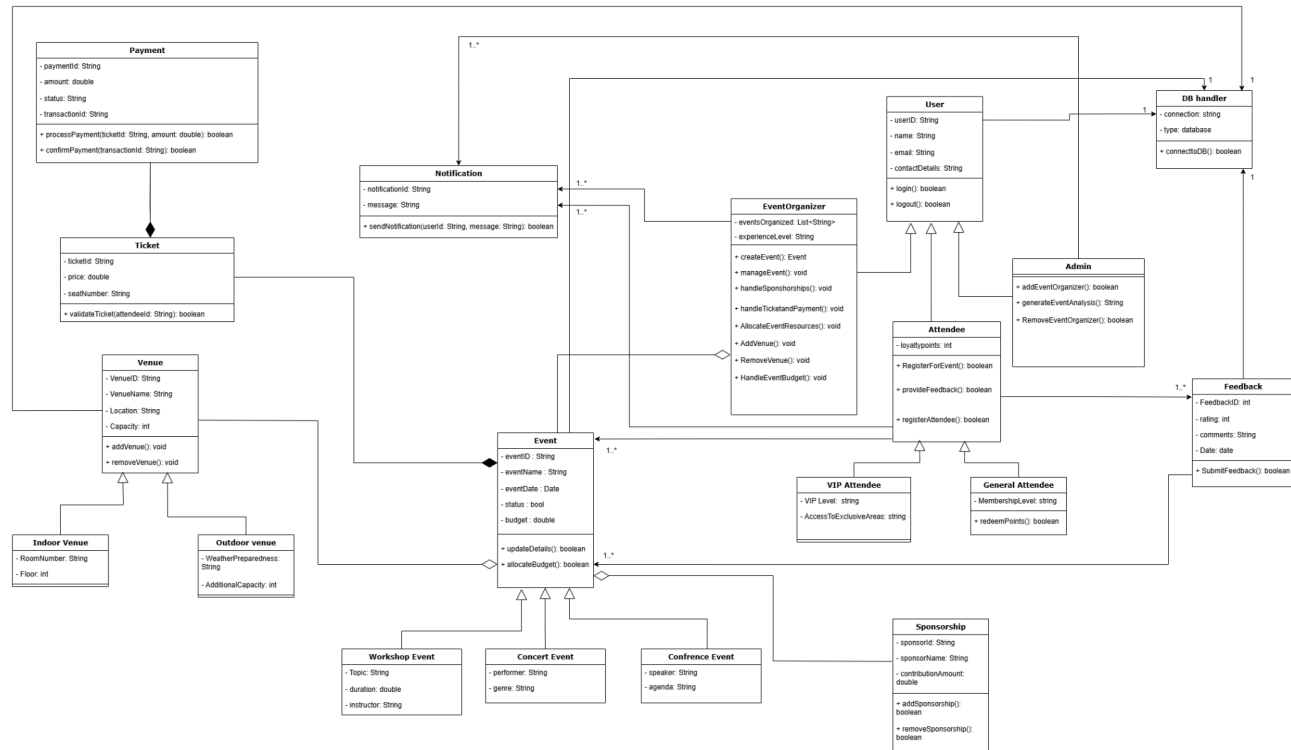 Payment
- paymentId: String
- amount: double
- status: String
- transactionId: String
+ processPayment(ticketId: String, amount: double): boolean
+ confirmPayment(transactionId: String): boolean
1..*
1
1
DB handler
- connection: string
- type: database
+ connecttoDB(): boolean
1
1
User
- userID: String
- name: String
- email: String
- contactDetails: String
+ login(): boolean
+ logout(): boolean
Notification
- notificationId: String
- message: String
+ sendNotification(userId: String, message: String): boolean
1..*
1..*
EventOrganizer
- eventsOrganized: List<String>
- experienceLevel: String
+ createEvent(): Event
+ manageEvent(): void
+ handleSponshorships(): void
+ handleTicketandPayment(): void
+ AllocateEventResources(): void
+ AddVenue(): void
+ RemoveVenue(): void
+ HandleEventBudget(): void
Ticket
- ticketId: String
- price: double
- seatNumber: String
+ validateTicket(attendeeId: String): boolean
Admin
+ addEventOrganizer(): boolean
+ generateEventAnalysis(): String
+ RemoveEventOrganizer(): boolean
Attendee
- loyaltypoints: int
+ RegisterForEvent(): boolean
+ provideFeedback(): boolean
+ registerAttendee(): boolean
Venue
- VenueID: String
- VenueName: String
- Location: String
- Capacity: int
+ addVenue(): void
+ removeVenue(): void
1..*
Feedback
- FeedbackID: int
- rating: int
- comments: String
- Date: date
+ SubmitFeedback(): boolean
Event
- eventID : String
- eventName : String
- eventDate : Date
- status : bool
- budget : double
+ updateDetails(): boolean
+ allocateBudget(): boolean
1..*
1..*
VIP Attendee
- VIP Level: string
- AccessToExclusiveAreas: string
General Attendee
- MembershipLevel: string
+ redeemPoints(): boolean
Indoor Venue
- RoomNumber: String
- Floor: int
Outdoor venue
- WeatherPreparedness:
String
- AdditionalCapacity: int
Workshop Event
- Topic: String
- duration: double
- instructor: String
Concert Event
- performer: String
- genre: String
Confrence Event
- speaker: String
- agenda: String
Sponsorship
- sponsorId: String
- sponsorName: String
- contributionAmount:
double
+ addSponsorship():
boolean
+ removeSponsorship():
boolean